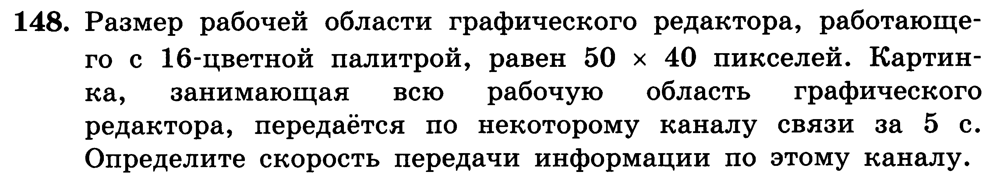 148. Размер рабочей области графического редактора, работающе-
го с 16-цветной палитрой, равен 50 × 40 пикселей. Картин-
ка, занимающая всю рабочую область графического
редактора, передаётся по некоторому каналу связи за 5 с.
Определите скорость передачи информации по этому каналу.